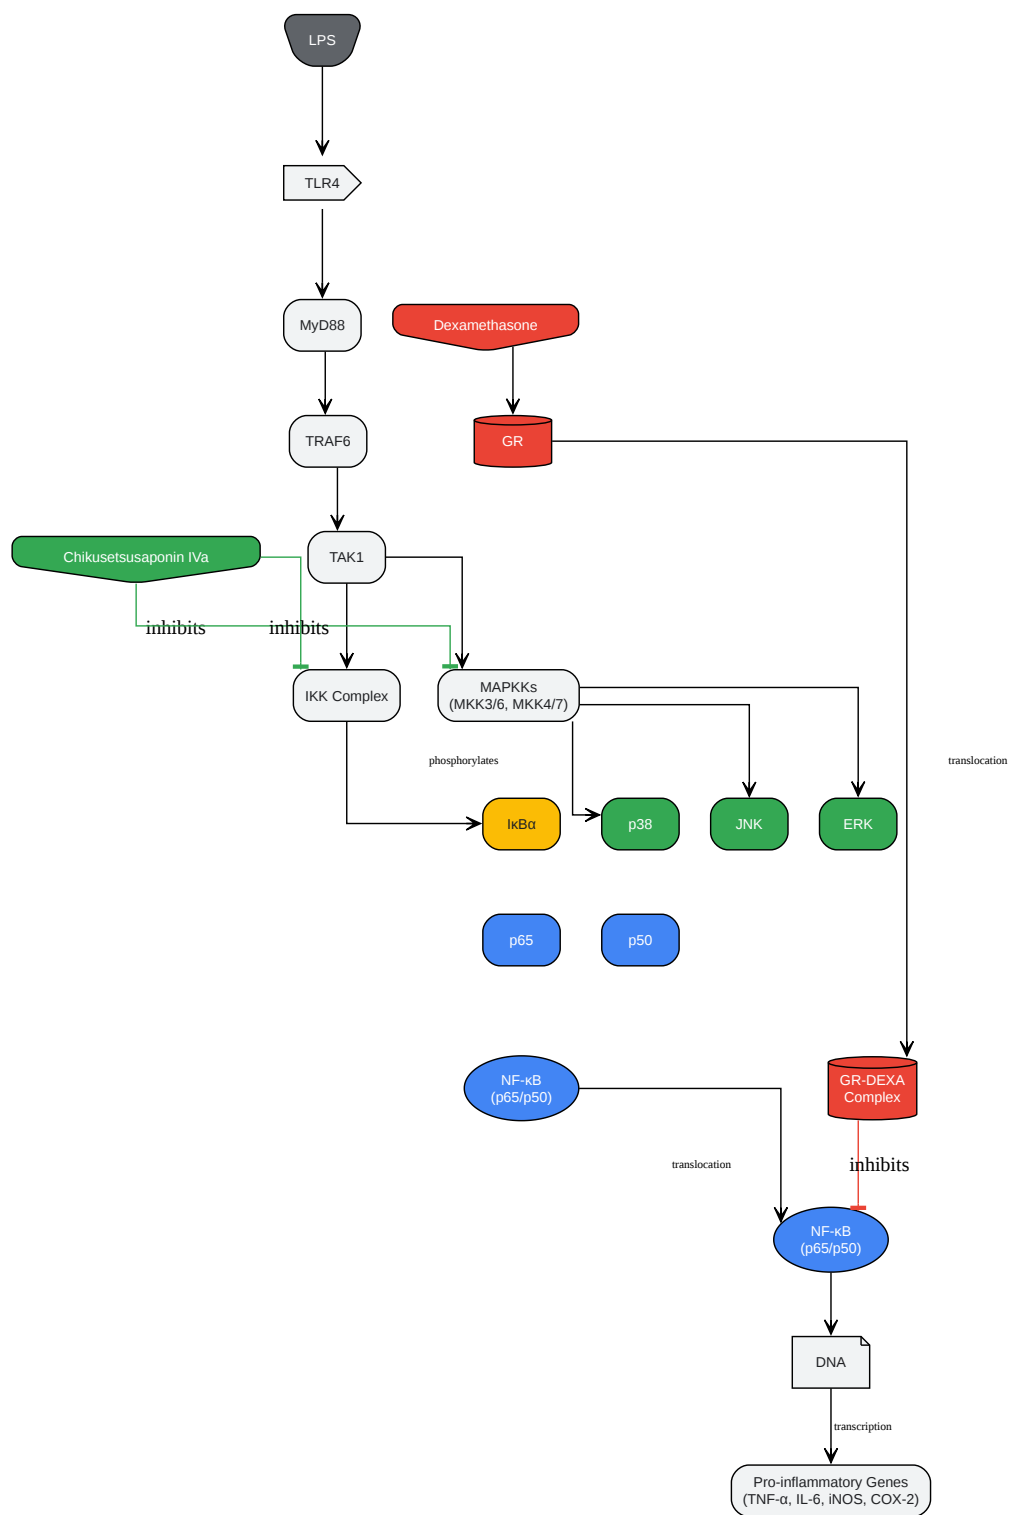 LPS
TLR4
MyD88
Dexamethasone
TRAF6
GR
Chikusetsusaponin IVa
TAK1
inhibits
inhibits
IKK Complex
MAPKKs
(MKK3/6, MKK4/7)
phosphorylates
translocation
IκBα
p38
JNK
ERK
p65
p50
NF-κB
(p65/p50)
GR-DEXA
Complex
translocation
inhibits
NF-κB
(p65/p50)
DNA
transcription
Pro-inflammatory Genes
(TNF-α, IL-6, iNOS, COX-2)